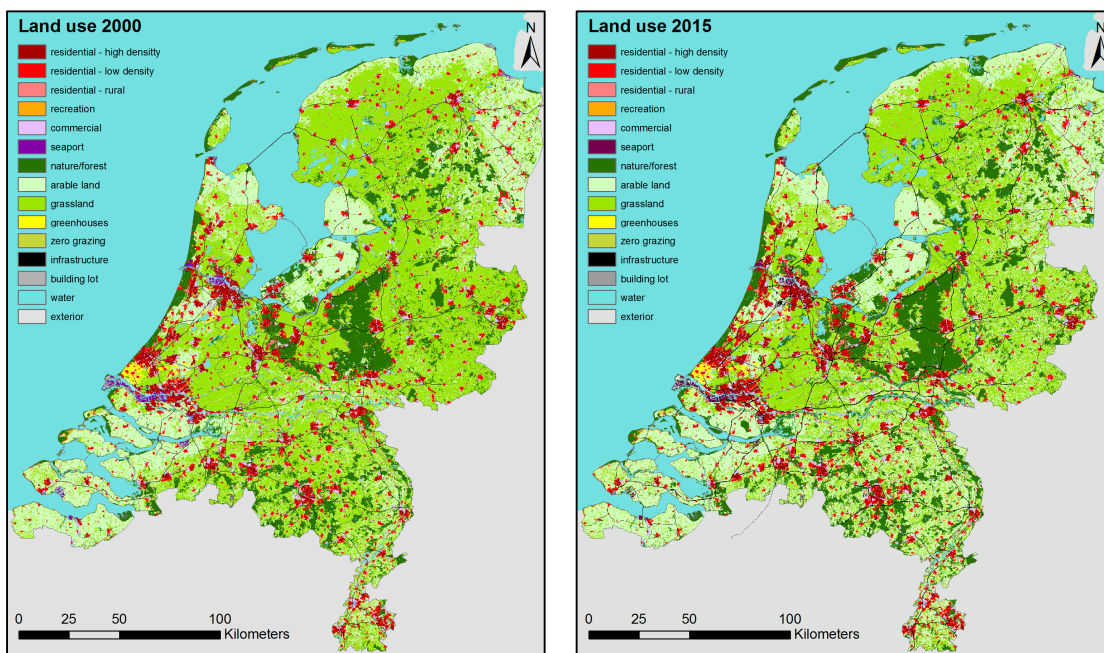 Land use 2000
N
residential - high densitty
residential - low density
residential - rural
recreation
commercial
seaport
nature/forest
arable land
grassland
greenhouses
zero grazing
infrastructure
building lot
water
exterior
0 25 50 100
Kilometers
Land use 2015
N
residential - high density
residential - low density
residential - rural
recreation
commercial
seaport
nature/forest
arable land
grassland
greenhouses
zero grazing
infrastructure
building lot
water
exterior
0 25 50 100
Kilometers